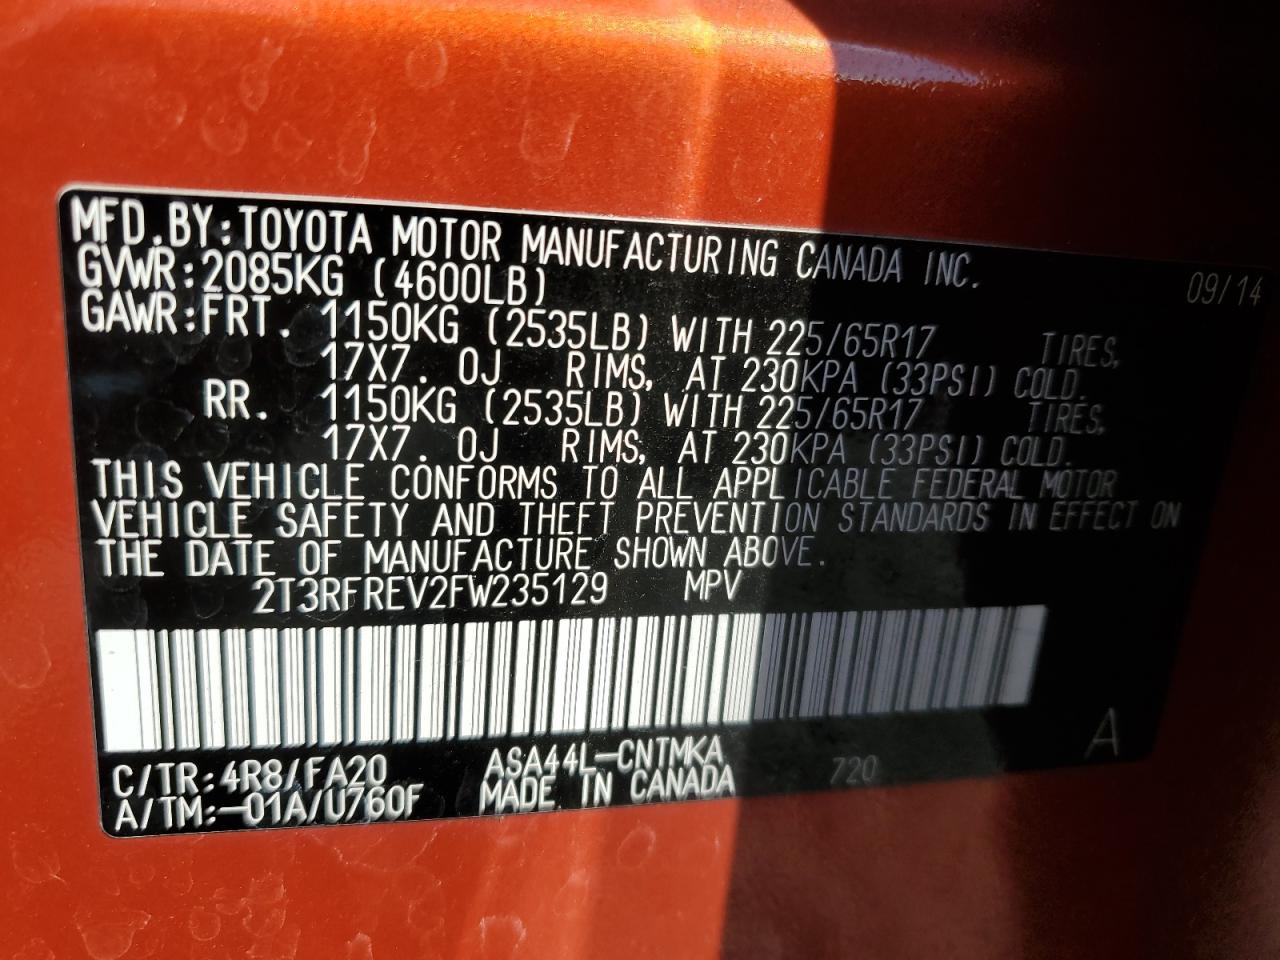 MFD.BY:TOYOTA MOTOR MANUFACTURING CANADA INC.
GVWR:2085KG (4600LB) 09/14
GAWR:FRT. 1150KG (2535LB) WITH 225/65R17 TIRES,
17X7.0J RIMS, AT 230KPA (33PSI) COLD.
RR. 1150KG (2535LB) WITH 225/65R17 TIRES,
17X7.0J RIMS, AT 230KPA (33PSI) COLD.
THIS VEHICLE CONFORMS TO ALL APPLICABLE FEDERAL MOTOR
VEHICLE SAFETY AND THEFT PREVENTION STANDARDS IN EFFECT ON
THE DATE OF MANUFACTURE SHOWN ABOVE.
2T3RFREV2FW235129 MPV
A
C/TR:4R8/FA20 ASA44L-CNTMKA 720
A/TM:-01A/U760F MADE IN CANADA